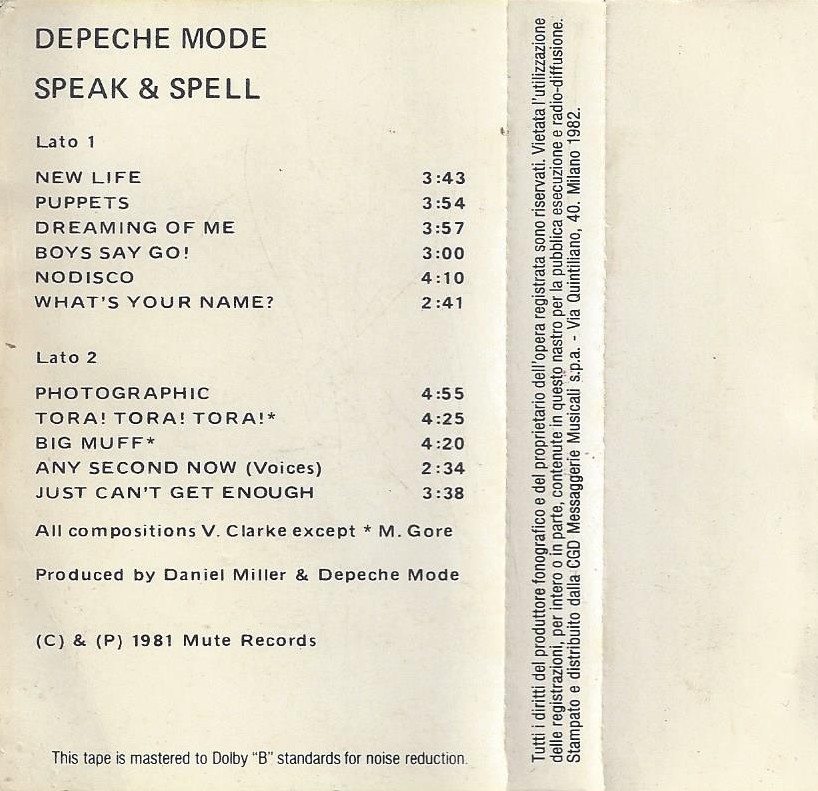 DEPECHE MODE
SPEAK & SPELL
Lato 1
NEW LIFE 3:43
PUPPETS 3:54
DREAMING OF ME 3:57
BOYS SAY GO! 3:00
NODISCO 4:10
WHAT'S YOUR NAME? 2:41
Lato 2
PHOTOGRAPHIC 4:55
TORA! TORA! TORA!* 4:25
BIG MUFF* 4:20
ANY SECOND NOW (Voices) 2:34
JUST CAN'T GET ENOUGH 3:38
All compositions V. Clarke except * M. Gore
Produced by Daniel Miller & Depeche Mode
(C) & (P) 1981 Mute Records
This tape is mastered to Dolby "B" standards for noise reduction.
Tutti i diritti del produttore fonografico e del proprietario dell'opera registrata sono riservati. Vietata l'utilizzazione
delle registrazioni, per intero o in parte, contenute in questo nastro per la pubblica esecuzione e radio-diffusione.
Stampato e distribuito dalla CGD Messaggerie Musicali s.p.a. - Via Quintiliano, 40. Milano 1982.